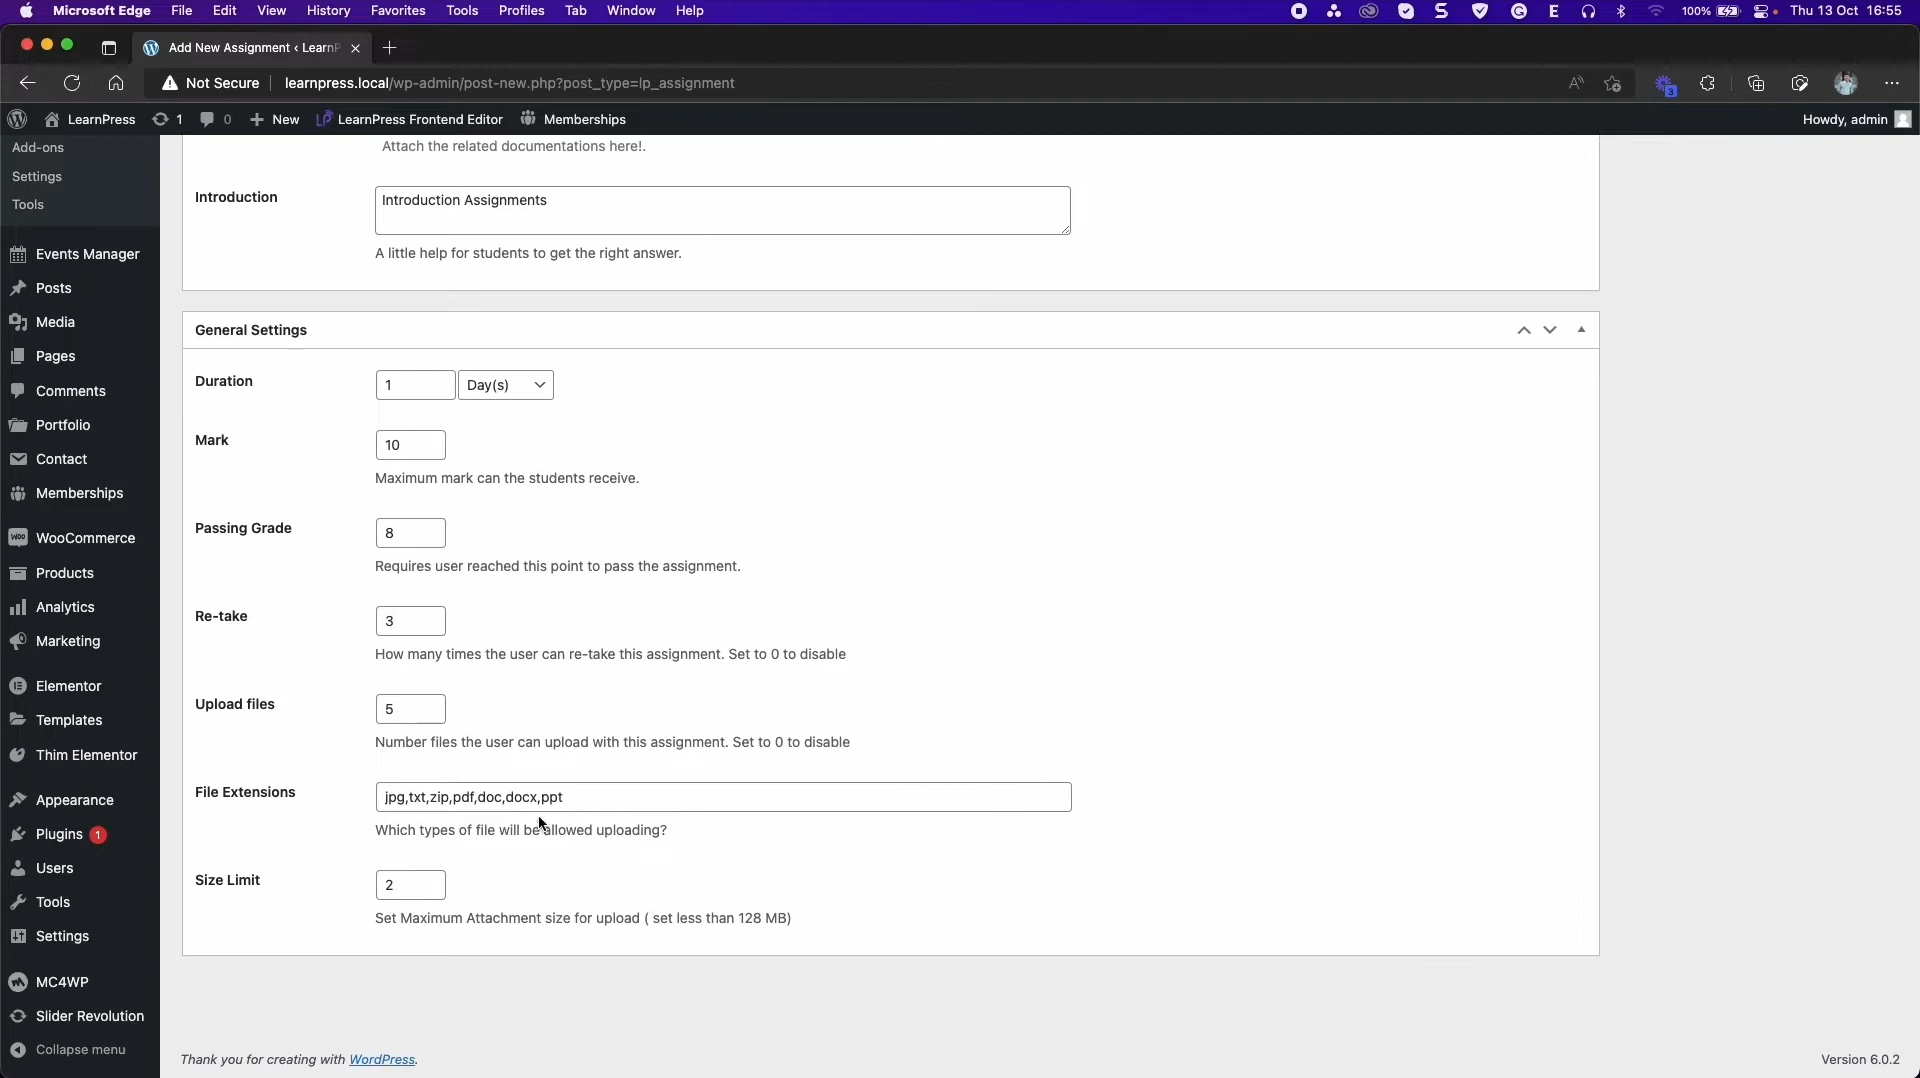 Microsoft Edge File Edit View History Favorites Tools Profiles Tab Window Help 100% Thu 13 Oct 16:55
Add New Assignment ‹ LearnP
Not Secure learnpress.local/wp-admin/post-new.php?post_type=lp_assignment 3
LearnPress 1 0 New LearnPress Frontend Editor Memberships Howdy, admin
Add-ons
Settings
Tools
Events Manager
Posts
Media
Pages
Comments
Portfolio
Contact
Memberships
WooCommerce
Products
Analytics
Marketing
Elementor
Templates
Thim Elementor
Appearance
Plugins 1
Users
Tools
Settings
MC4WP
Slider Revolution
Collapse menu
Attach the related documentations here!.
Introduction
Introduction Assignments
A little help for students to get the right answer.
General Settings
Duration
1 Day(s)
Mark
10
Maximum mark can the students receive.
Passing Grade
8
Requires user reached this point to pass the assignment.
Re-take
3
How many times the user can re-take this assignment. Set to 0 to disable
Upload files
5
Number files the user can upload with this assignment. Set to 0 to disable
File Extensions
jpg,txt,zip,pdf,doc,docx,ppt
Which types of file will be allowed uploading?
Size Limit
2
Set Maximum Attachment size for upload ( set less than 128 MB)
Thank you for creating with WordPress.
Version 6.0.2